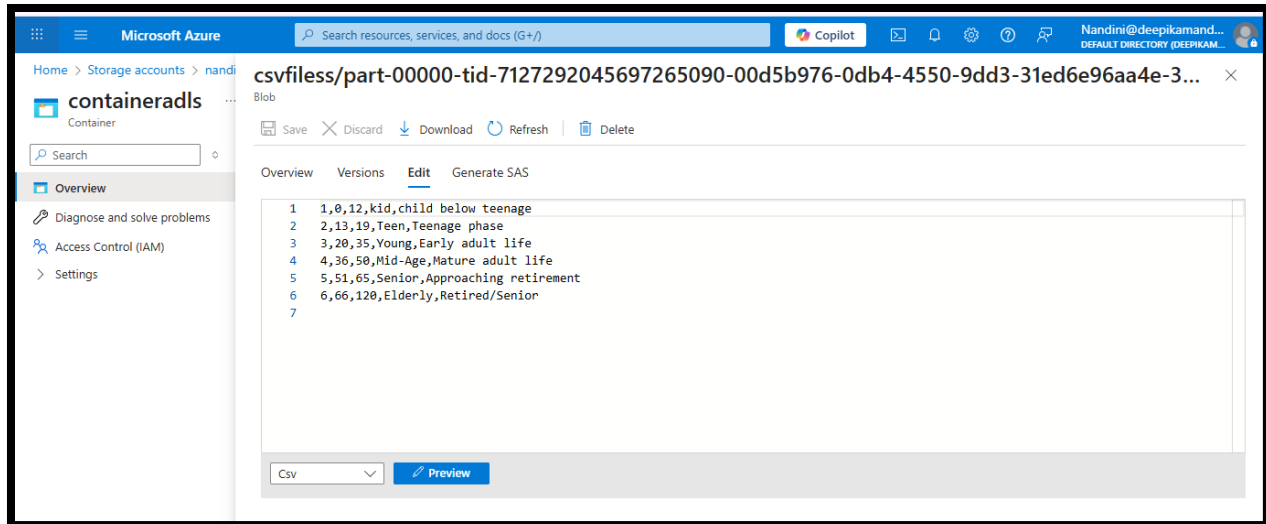 Microsoft Azure
Search resources, services, and docs (G+/)
Copilot
Nandini@deepikamand...
DEFAULT DIRECTORY (DEEPIKAM...
Home > Storage accounts > nandi
containeradls ...
Container
Search
Overview
Diagnose and solve problems
Access Control (IAM)
Settings
csvfiless/part-00000-tid-7127292045697265090-00d5b976-0db4-4550-9dd3-31ed6e96aa4e-3...
Blob
Save Discard Download Refresh Delete
Overview Versions Edit Generate SAS
1 1,0,12,kid,child below teenage
2 2,13,19,Teen,Teenage phase
3 3,20,35,Young,Early adult life
4 4,36,50,Mid-Age,Mature adult life
5 5,51,65,Senior,Approaching retirement
6 6,66,120,Elderly,Retired/Senior
7
Csv
Preview